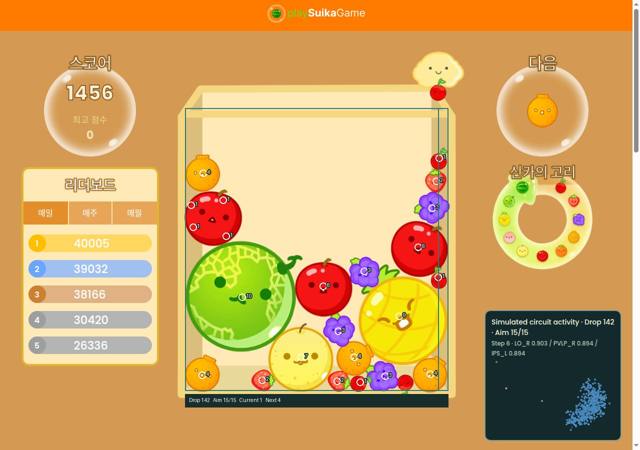 playSuikaGame
스코어
1456
최고 점수
0
다음
신카의 고리
리더보드
매일 매주 매월
1 40005
2 39032
3 38166
4 30420
5 26336
Simulated circuit activity · Drop 142
· Aim 15/15
Step 6 · LO_R 0.903 / PVLP_R 0.894 /
IPS_L 0.894
Drop 142 Aim 15/15 Current 1 Next 4